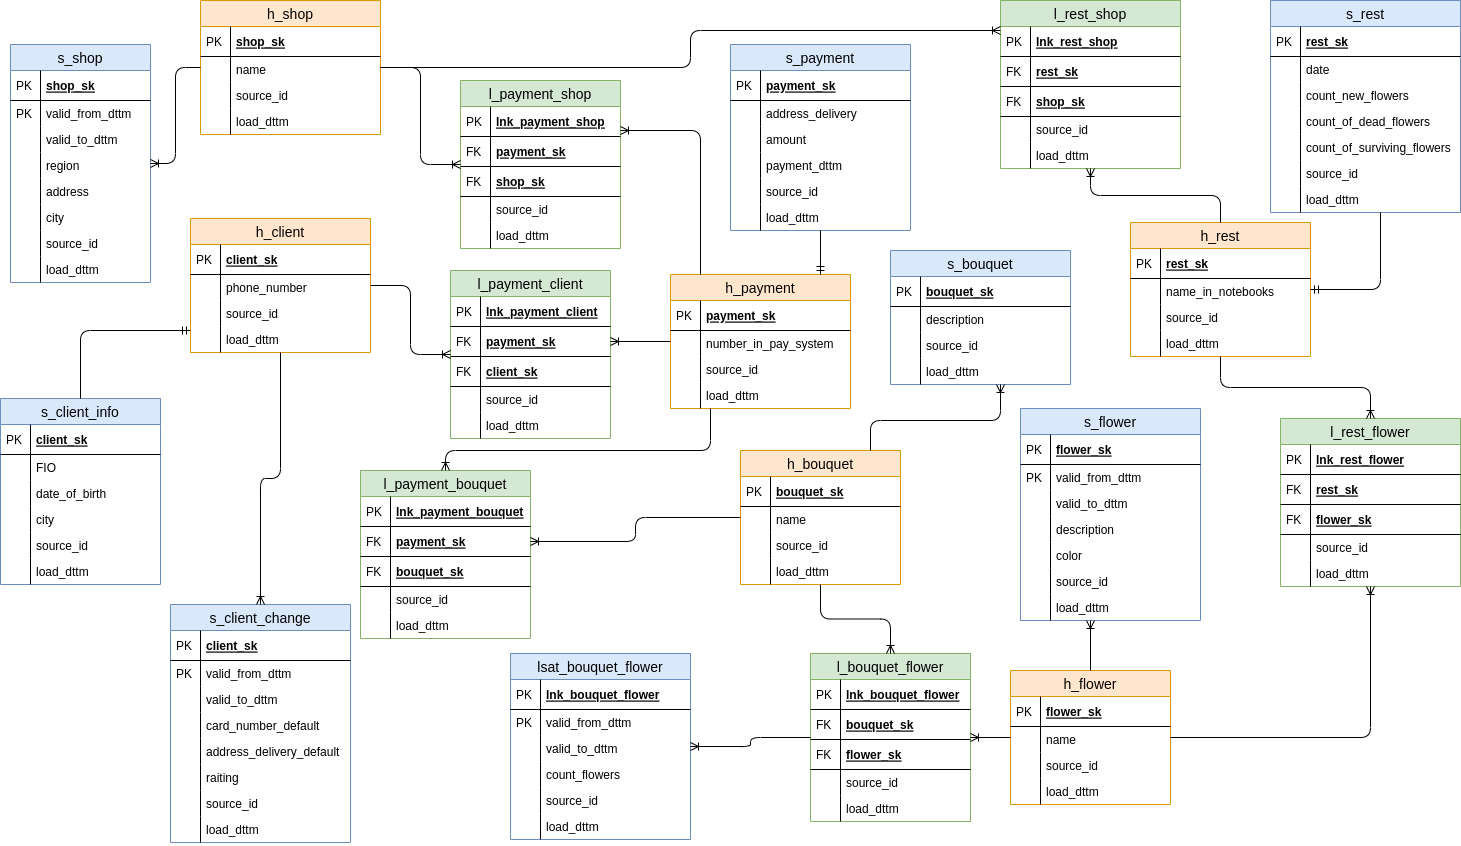 h_shop
PK shop_sk
name
source_id
load_dttm
s_shop
PK shop_sk
PK valid_from_dttm
valid_to_dttm
region
address
city
source_id
load_dttm
l_payment_shop
PK lnk_payment_shop
FK payment_sk
FK shop_sk
source_id
load_dttm
s_payment
PK payment_sk
address_delivery
amount
payment_dttm
source_id
load_dttm
l_rest_shop
PK lnk_rest_shop
FK rest_sk
FK shop_sk
source_id
load_dttm
s_rest
PK rest_sk
date
count_new_flowers
count_of_dead_flowers
count_of_surviving_flowers
source_id
load_dttm
h_client
PK client_sk
phone_number
source_id
load_dttm
l_payment_client
PK lnk_payment_client
FK payment_sk
FK client_sk
source_id
load_dttm
h_payment
PK payment_sk
number_in_pay_system
source_id
load_dttm
s_bouquet
PK bouquet_sk
description
source_id
load_dttm
h_rest
PK rest_sk
name_in_notebooks
source_id
load_dttm
s_client_info
PK client_sk
FIO
date_of_birth
city
source_id
load_dttm
l_payment_bouquet
PK lnk_payment_bouquet
FK payment_sk
FK bouquet_sk
source_id
load_dttm
h_bouquet
PK bouquet_sk
name
source_id
load_dttm
s_flower
PK flower_sk
PK valid_from_dttm
valid_to_dttm
description
color
source_id
load_dttm
l_rest_flower
PK lnk_rest_flower
FK rest_sk
FK flower_sk
source_id
load_dttm
s_client_change
PK client_sk
PK valid_from_dttm
valid_to_dttm
card_number_default
address_delivery_default
raiting
source_id
load_dttm
lsat_bouquet_flower
PK lnk_bouquet_flower
PK valid_from_dttm
valid_to_dttm
count_flowers
source_id
load_dttm
l_bouquet_flower
PK lnk_bouquet_flower
FK bouquet_sk
FK flower_sk
source_id
load_dttm
h_flower
PK flower_sk
name
source_id
load_dttm